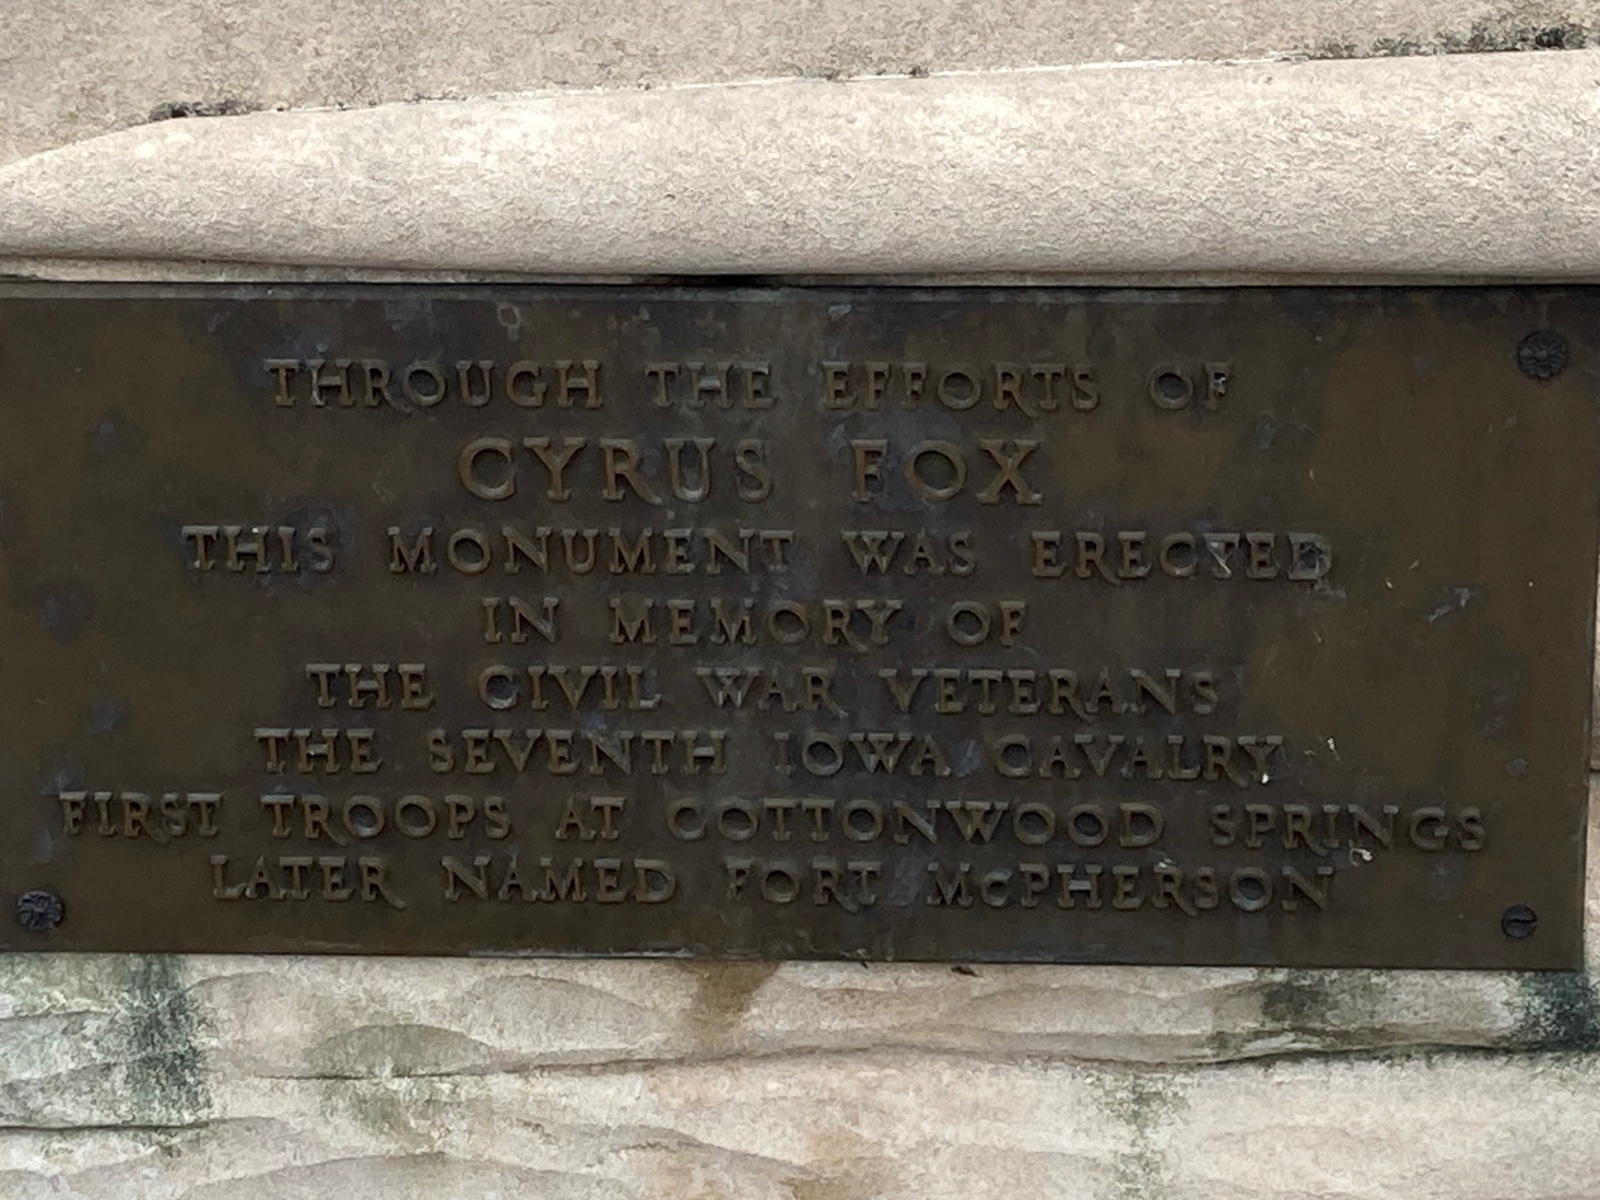 THROUGH THE EFFORTS OF
CYRUS FOX
THIS MONUMENT WAS ERECTED
IN MEMORY OF
THE CIVIL WAR VETERANS
THE SEVENTH IOWA CAVALRY
FIRST TROOPS AT COTTONWOOD SPRINGS
LATER NAMED FORT McPHERSON